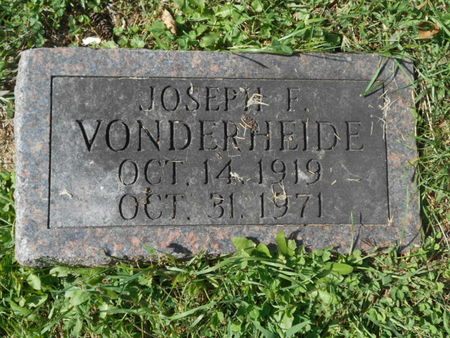 JOSEPH F.
VONDERHEIDE
OCT. 14. 1919
OCT. 31. 1971